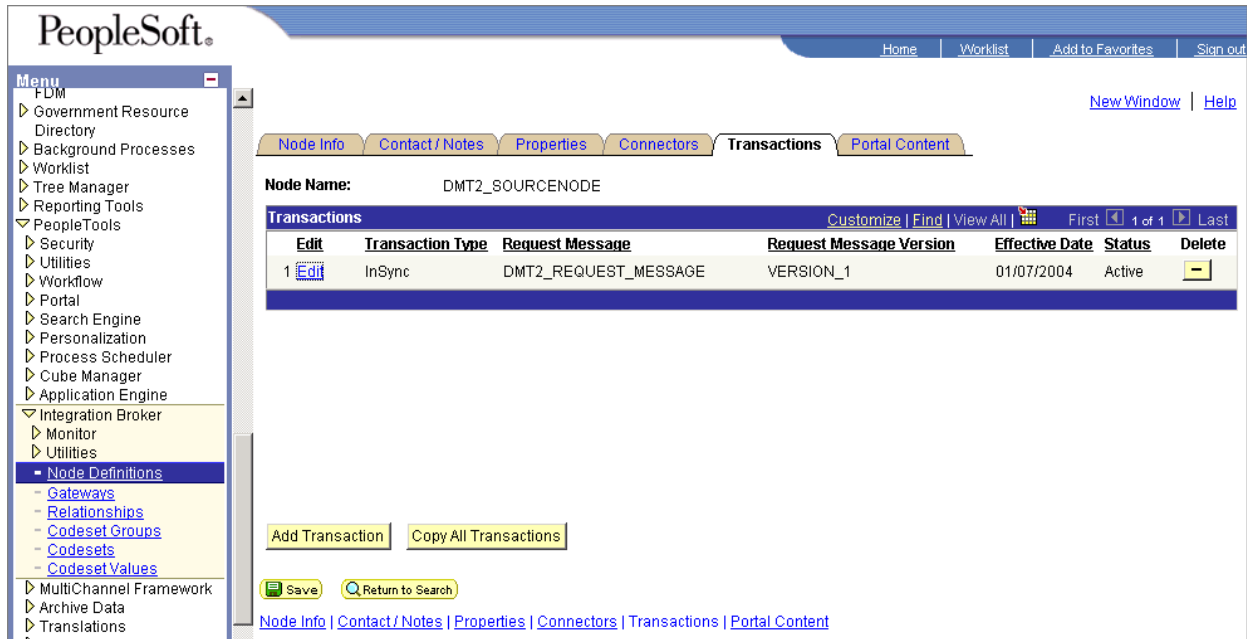 PeopleSoft.
Home | Worklist | Add to Favorites | Sign out
Menu
FDM
Government Resource
Directory
Background Processes
Worklist
Tree Manager
Reporting Tools
PeopleTools
Security
Utilities
Workflow
Portal
Search Engine
Personalization
Process Scheduler
Cube Manager
Application Engine
Integration Broker
Monitor
Utilities
- Node Definitions
- Gateways
- Relationships
- Codeset Groups
- Codesets
- Codeset Values
MultiChannel Framework
Archive Data
Translations
New Window | Help
Node Info Contact / Notes Properties Connectors Transactions Portal Content
Node Name: DMT2_SOURCENODE
Transactions Customize | Find | View All | First 1 of 1 Last
Edit Transaction Type Request Message Request Message Version Effective Date Status Delete
1 Edit InSync DMT2_REQUEST_MESSAGE VERSION_1 01/07/2004 Active
Add Transaction Copy All Transactions
Save Return to Search
Node Info | Contact / Notes | Properties | Connectors | Transactions | Portal Content